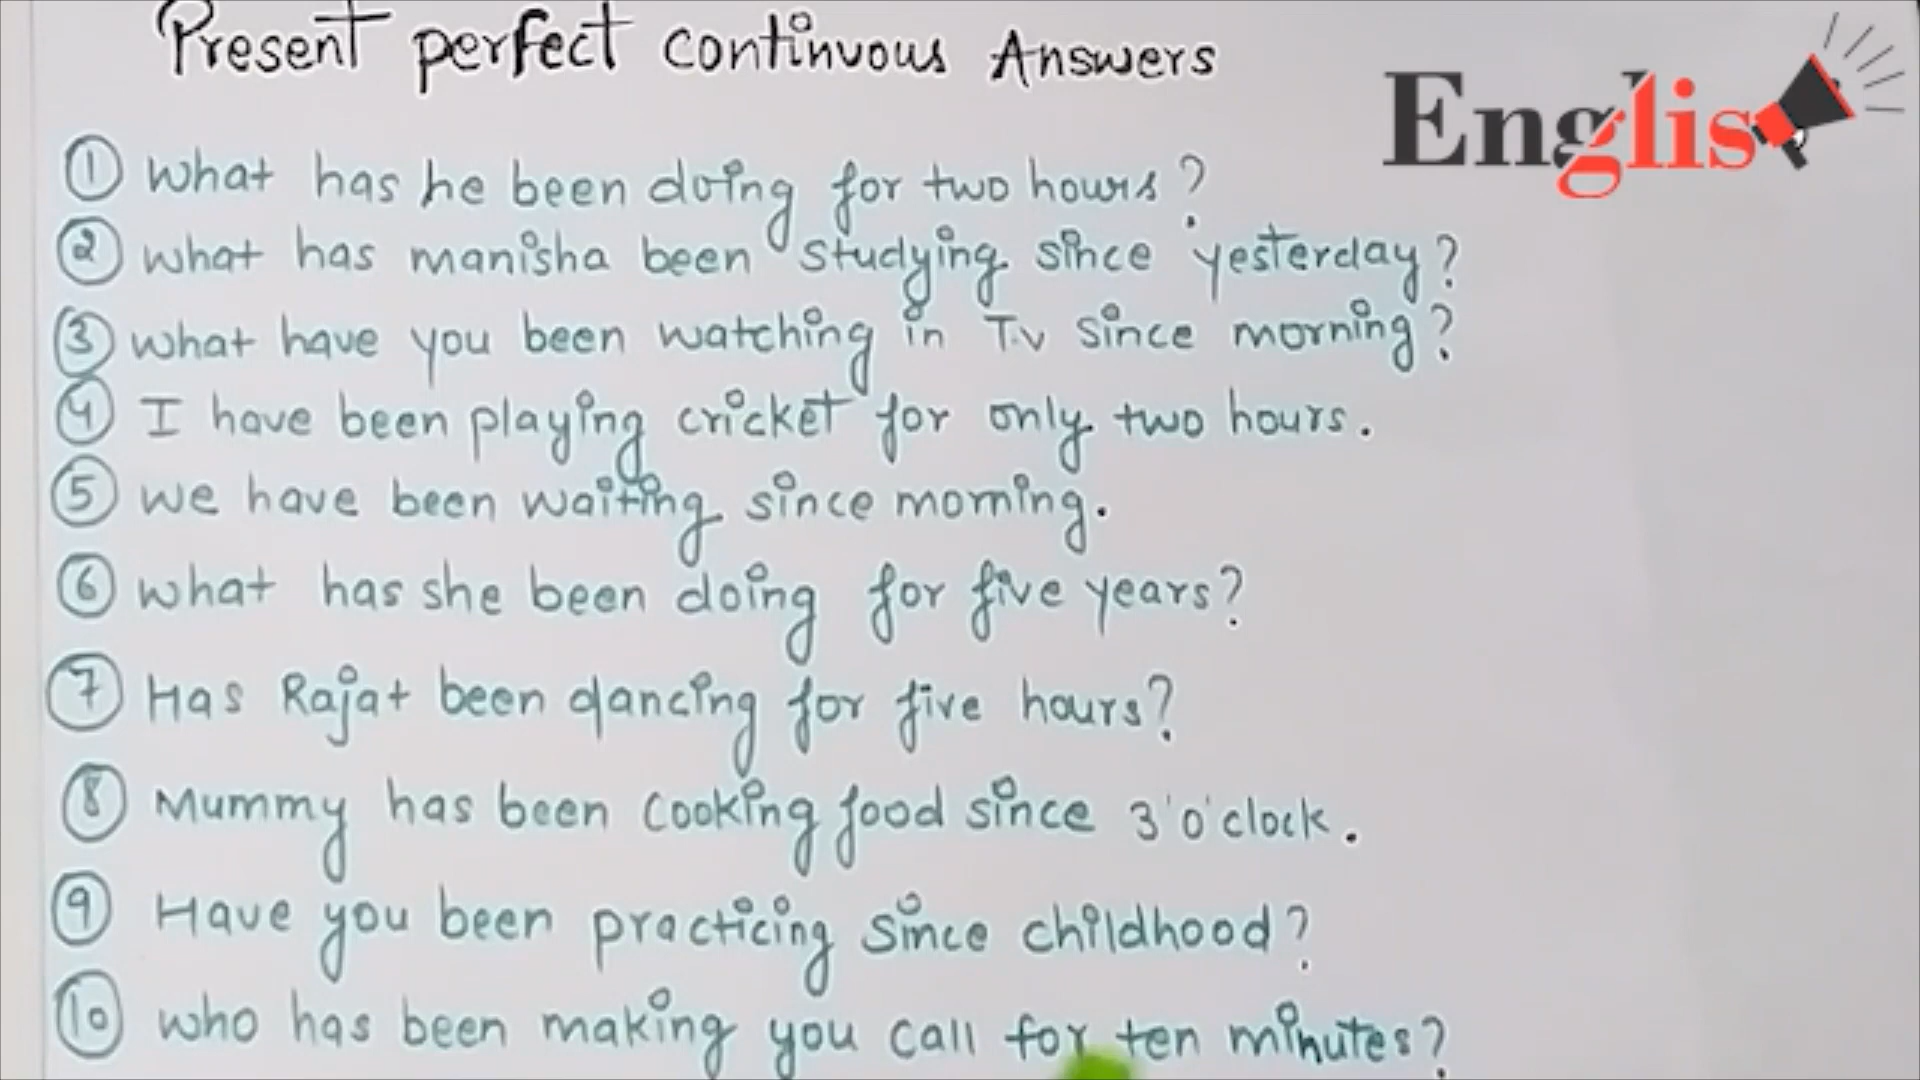 Present perfect continuous Answers
Englis
① what has he been doing for two hours?
② what has manisha been studying since yesterday?
③ what have you been watching in T.v since morning?
④ I have been playing cricket for only two hours.
⑤ we have been waiting since morning.
⑥ what has she been doing for five years?
⑦ Has Rajat been dancing for five hours?
⑧ Mummy has been cooking food since 3'o'clock.
⑨ Have you been practicing since childhood?
⑩ who has been making you call for ten minutes?